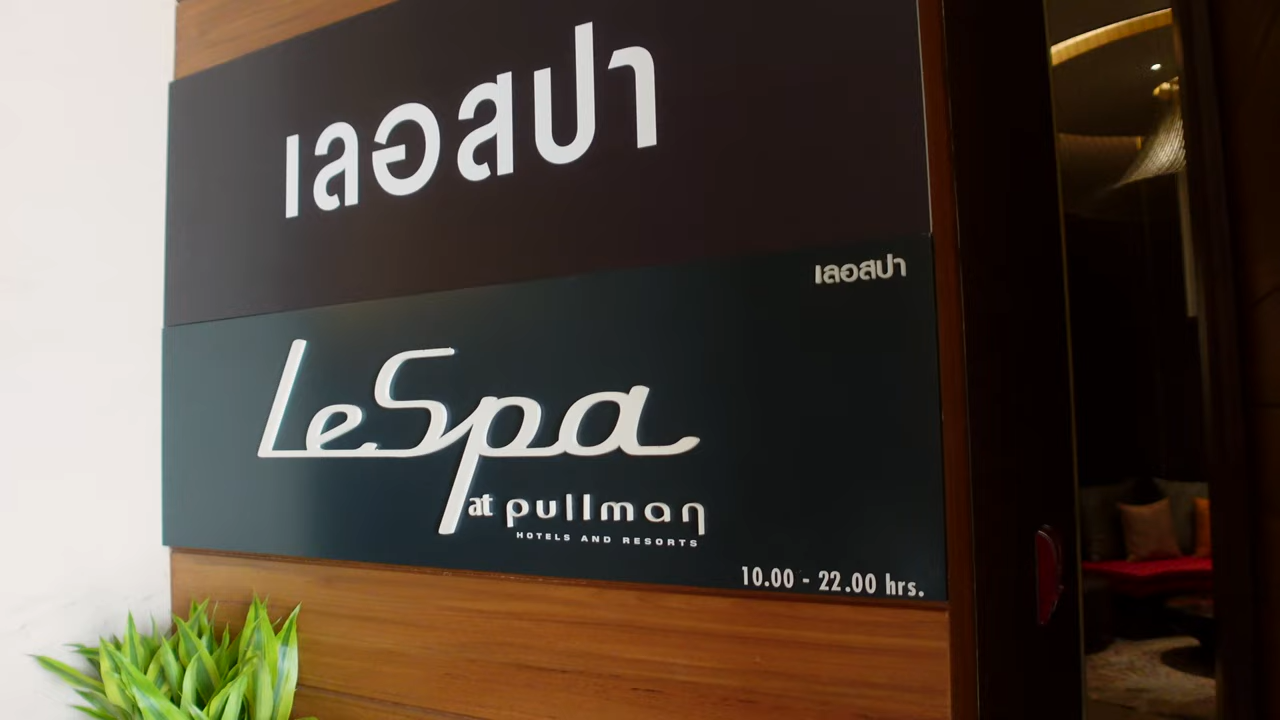 เลอสปา
เลอสปา
LeSpa
at pullman
HOTELS AND RESORTS
10.00 - 22.00 hrs.